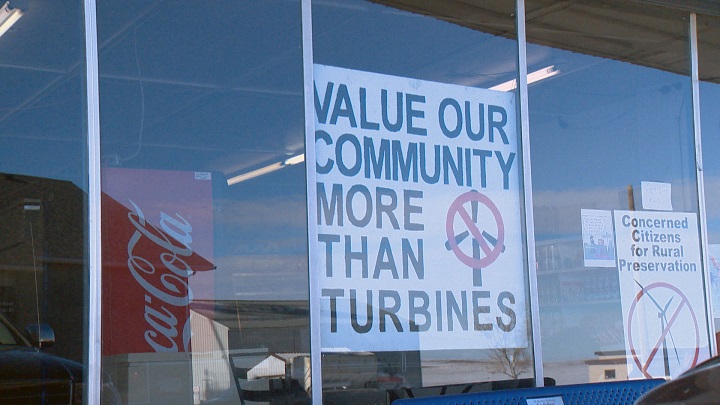 VALUE OUR
COMMUNITY
MORE
THAN
TURBINES
Coca-Cola
Concerned
Citizens
for Rural
Preservation